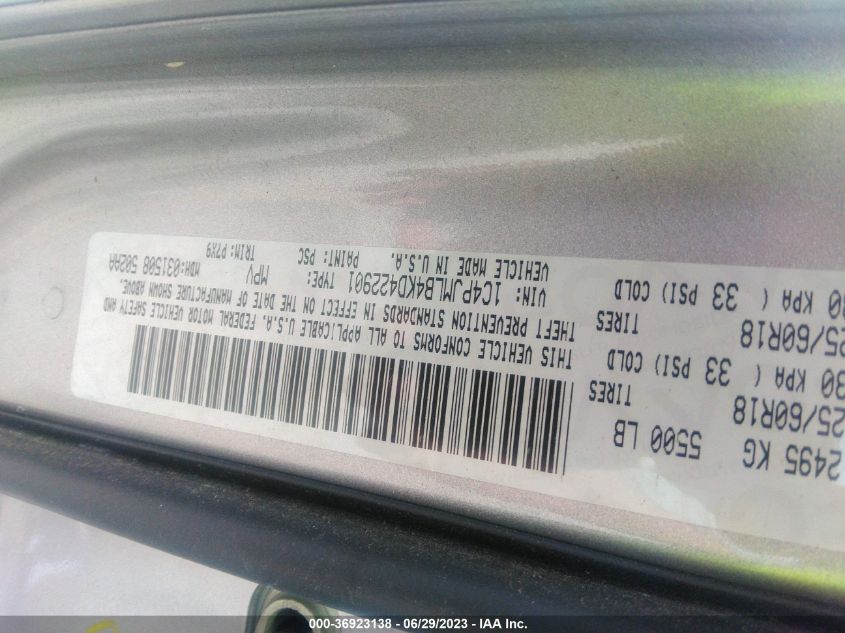 2495 KG
5500 LB
25/60R18
TIRES
30 KPA ( 33 PSI) COLD
25/60R18
TIRES
30 KPA ( 33 PSI) COLD
THIS VEHICLE CONFORMS TO ALL APPLICABLE U.S.A. FEDERAL MOTOR VEHICLE SAFETY AND
THEFT PREVENTION STANDARDS IN EFFECT ON THE DATE OF MANUFACTURE SHOWN ABOVE.
VIN: 1C4PJMLB4KD422901 TYPE: MPV MDH:031508 502AA
VEHICLE MADE IN U.S.A. PAINT: PSC TRIM: P7X9
000-36923138 - 06/29/2023 - IAA Inc.